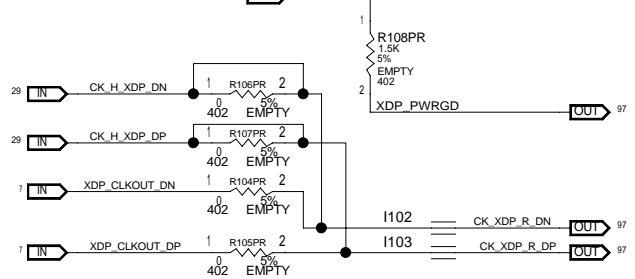 1
R108PR
1.5K
5%
EMPTY
402
2
XDP_PWRGD
OUT 97
29 IN CK_H_XDP_DN 1 R106PR 2
0 5%
402 EMPTY
29 IN CK_H_XDP_DP 1 R107PR 2
0 5%
402 EMPTY
7 IN XDP_CLKOUT_DN 1 R104PR 2
0 5%
402 EMPTY
I102 CK_XDP_R_DN OUT 97
7 IN XDP_CLKOUT_DP 1 R105PR 2
0 5%
402 EMPTY
I103 CK_XDP_R_DP OUT 97